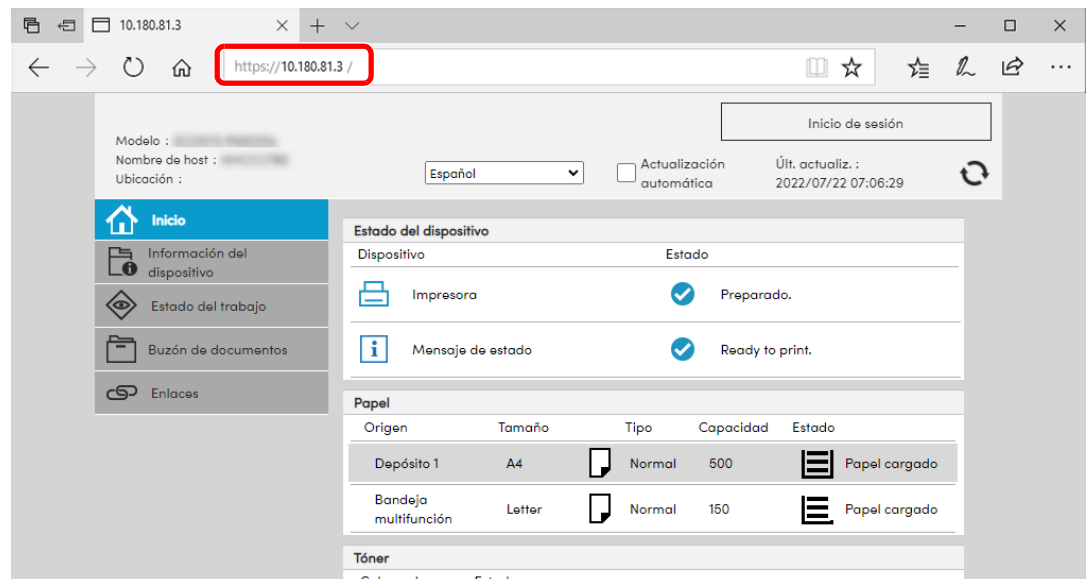 10.180.81.3
https://10.180.81.3 /
Inicio de sesión
Modelo :
Nombre de host :
Ubicación :
Español
Actualización
automática
Últ. actualiz. :
2022/07/22 07:06:29
Inicio
Información del
dispositivo
Estado del trabajo
Buzón de documentos
Enlaces
Estado del dispositivo
Dispositivo Estado
Impresora Preparado.
Mensaje de estado Ready to print.
Papel
Origen Tamaño Tipo Capacidad Estado
Depósito 1 A4 Normal 500 Papel cargado
Bandeja
multifunción Letter Normal 150 Papel cargado
Tóner